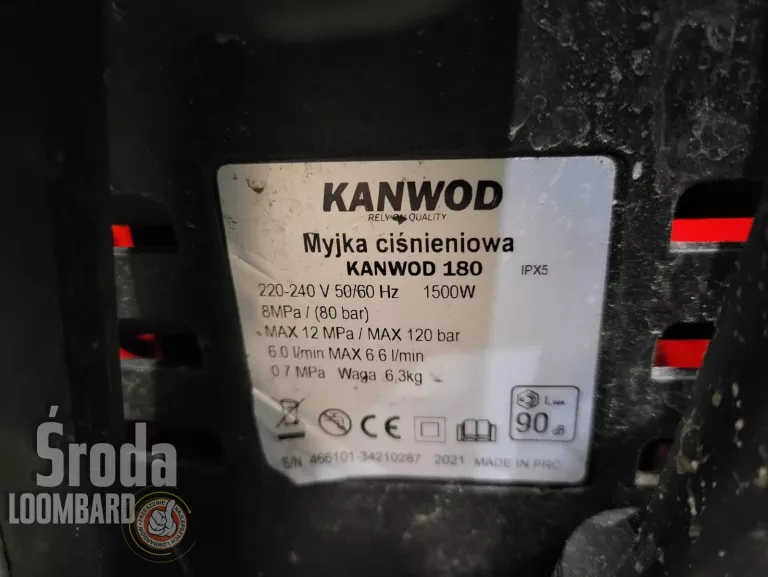 KANWOD
RELY ON QUALITY
Myjka ciśnieniowa
KANWOD 180 IPX5
220-240 V 50/60 Hz 1500W
8MPa / (80 bar)
MAX 12 MPa / MAX 120 bar
6.0 l/min MAX 6.6 l/min
0.7 MPa Waga 6,3kg
CE
LWA
90 dB
S/N 466101-34210287 2021 MADE IN PRC
Środa
LOOMBARD